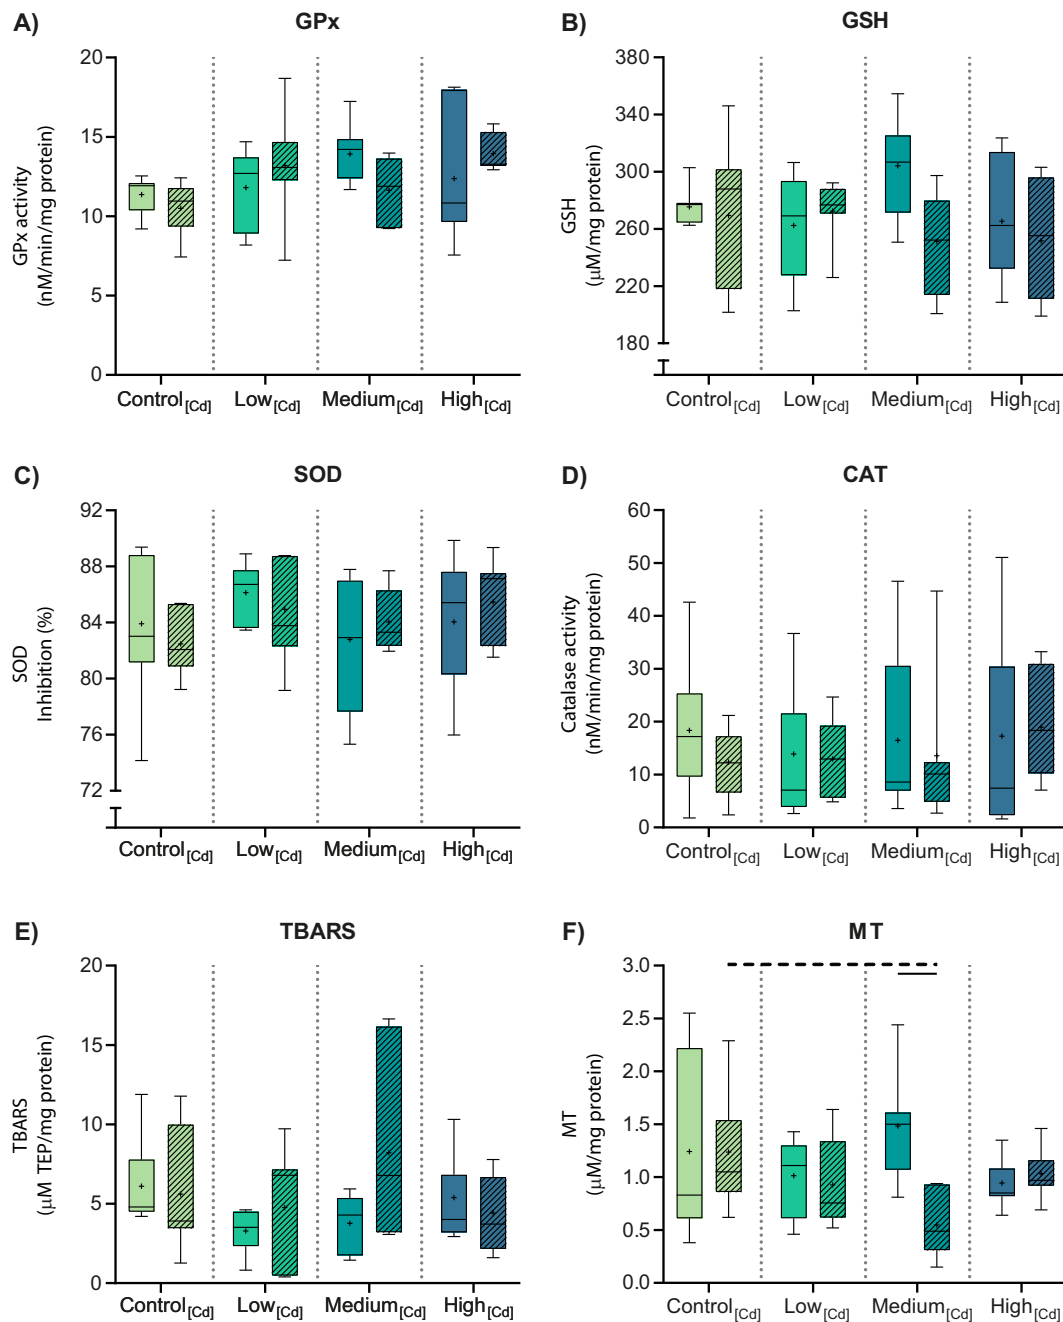 A) GPx
GPx activity
(nM/min/mg protein)
20
15
10
5
0
Control[Cd] Low[Cd] Medium[Cd] High[Cd]
B) GSH
GSH
(µM/mg protein)
380
340
300
260
220
180
Control[Cd] Low[Cd] Medium[Cd] High[Cd]
C) SOD
SOD
Inhibition (%)
92
88
84
80
76
72
Control[Cd] Low[Cd] Medium[Cd] High[Cd]
D) CAT
Catalase activity
(nM/min/mg protein)
60
50
40
30
20
10
0
Control[Cd] Low[Cd] Medium[Cd] High[Cd]
E) TBARS
TBARS
(µM TEP/mg protein)
20
15
10
5
0
Control[Cd] Low[Cd] Medium[Cd] High[Cd]
F) MT
MT
(µM/mg protein)
3.0
2.5
2.0
1.5
1.0
0.5
0.0
Control[Cd] Low[Cd] Medium[Cd] High[Cd]